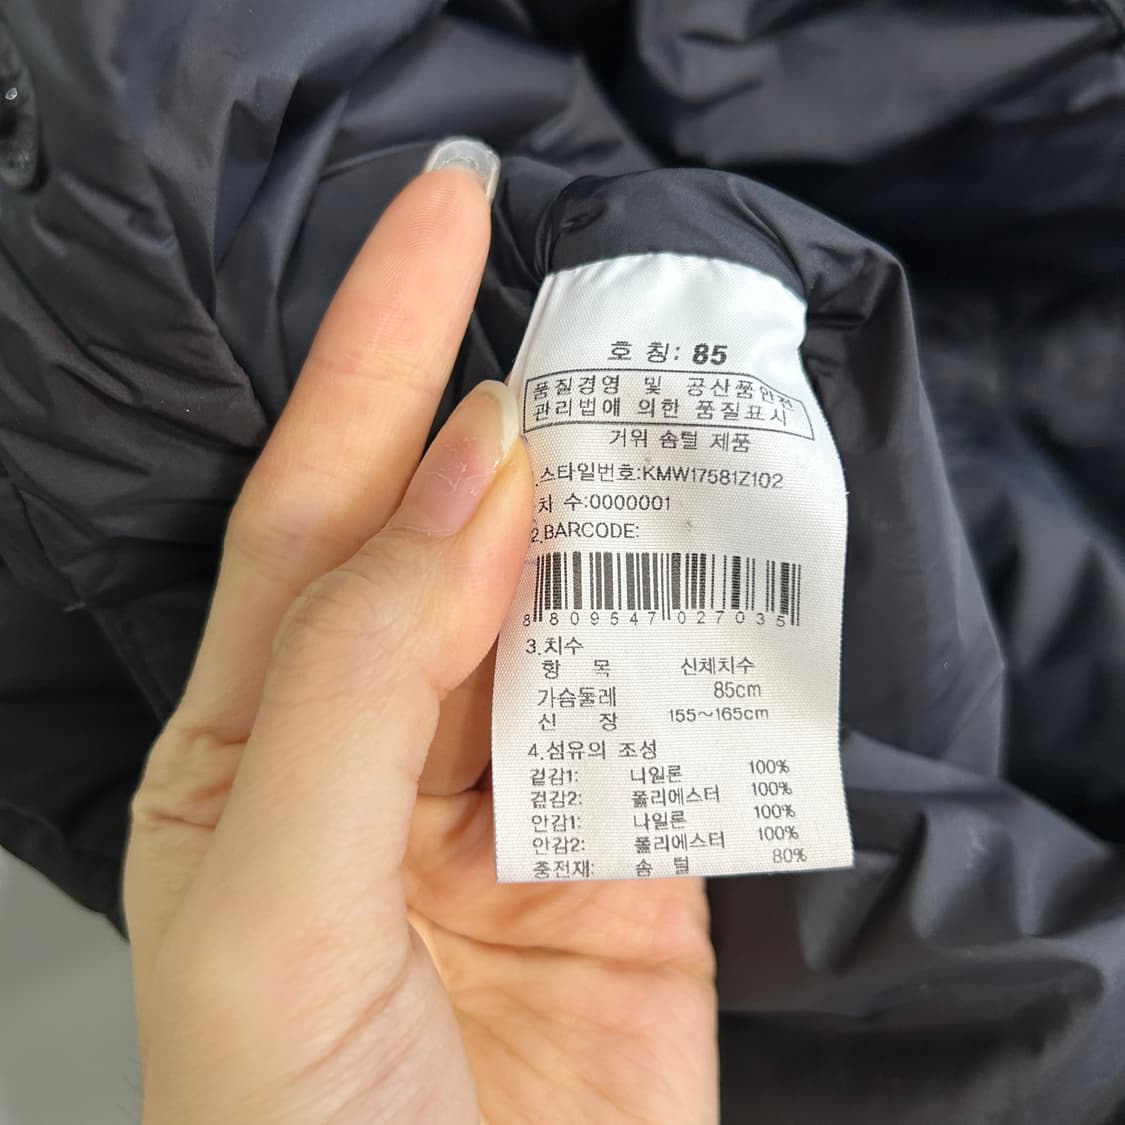 호 칭: 85
품질경영 및 공산품안전
관리법에 의한 품질표시
거위 솜털 제품
.스타일번호:KMW17581Z102
차 수:0000001
2.BARCODE:
8 809547 027035
3.치수
항 목 신체치수
가슴둘레 85cm
신 장 155~165cm
4.섬유의 조성
겉감1: 나일론 100%
겉감2: 폴리에스터 100%
안감1: 나일론 100%
안감2: 폴리에스터 100%
충전재: 솜 털 80%